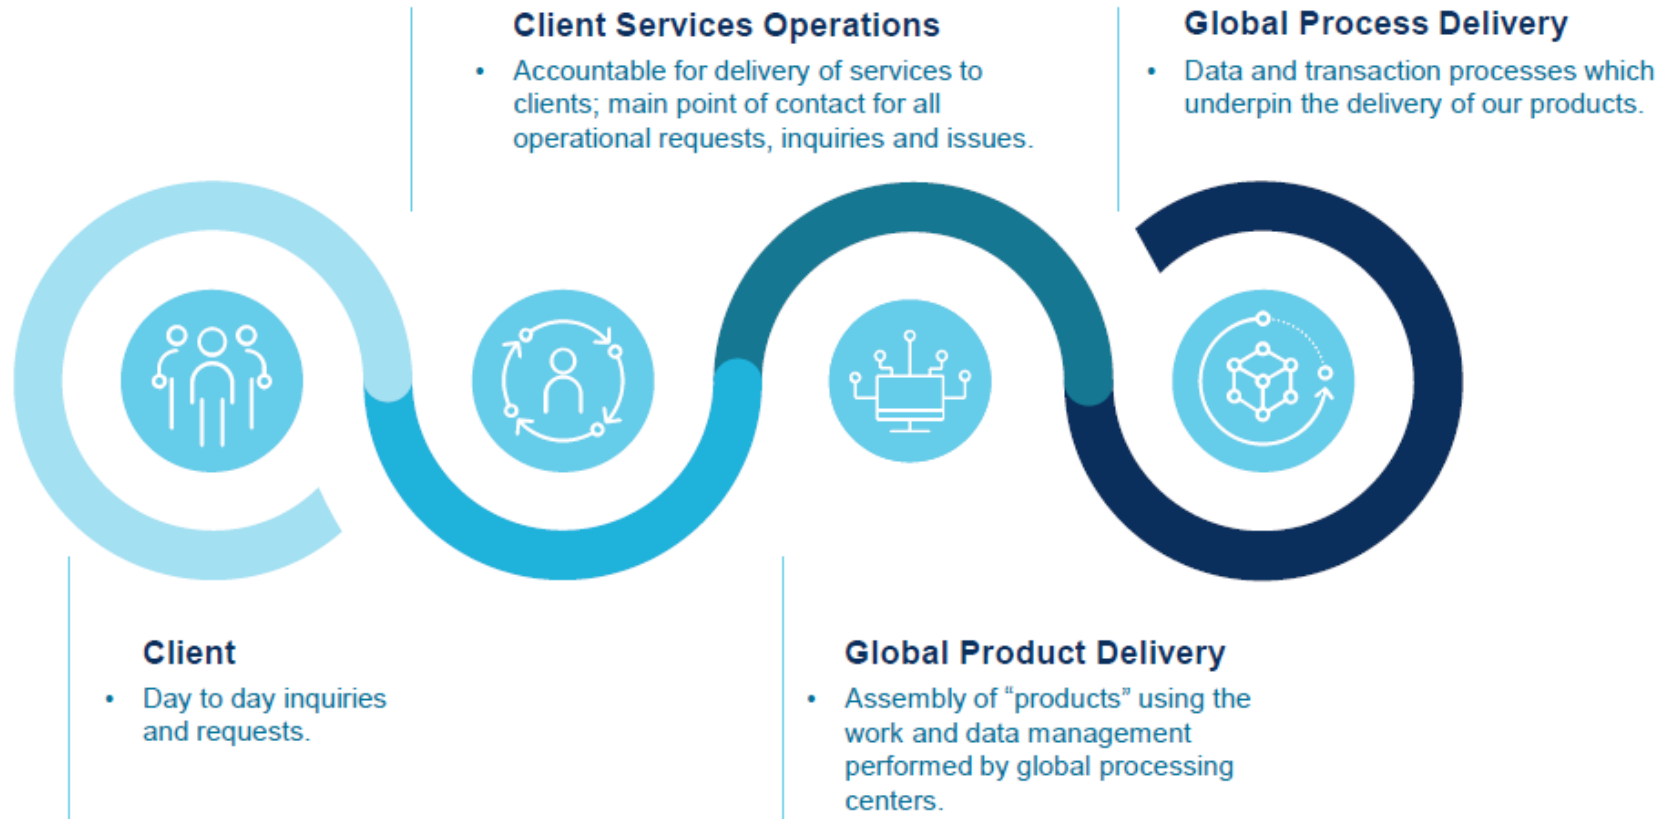 Client Services Operations
• Accountable for delivery of services to
clients; main point of contact for all
operational requests, inquiries and issues.
Global Process Delivery
• Data and transaction processes which
underpin the delivery of our products.
Client
• Day to day inquiries
and requests.
Global Product Delivery
• Assembly of “products” using the
work and data management
performed by global processing
centers.